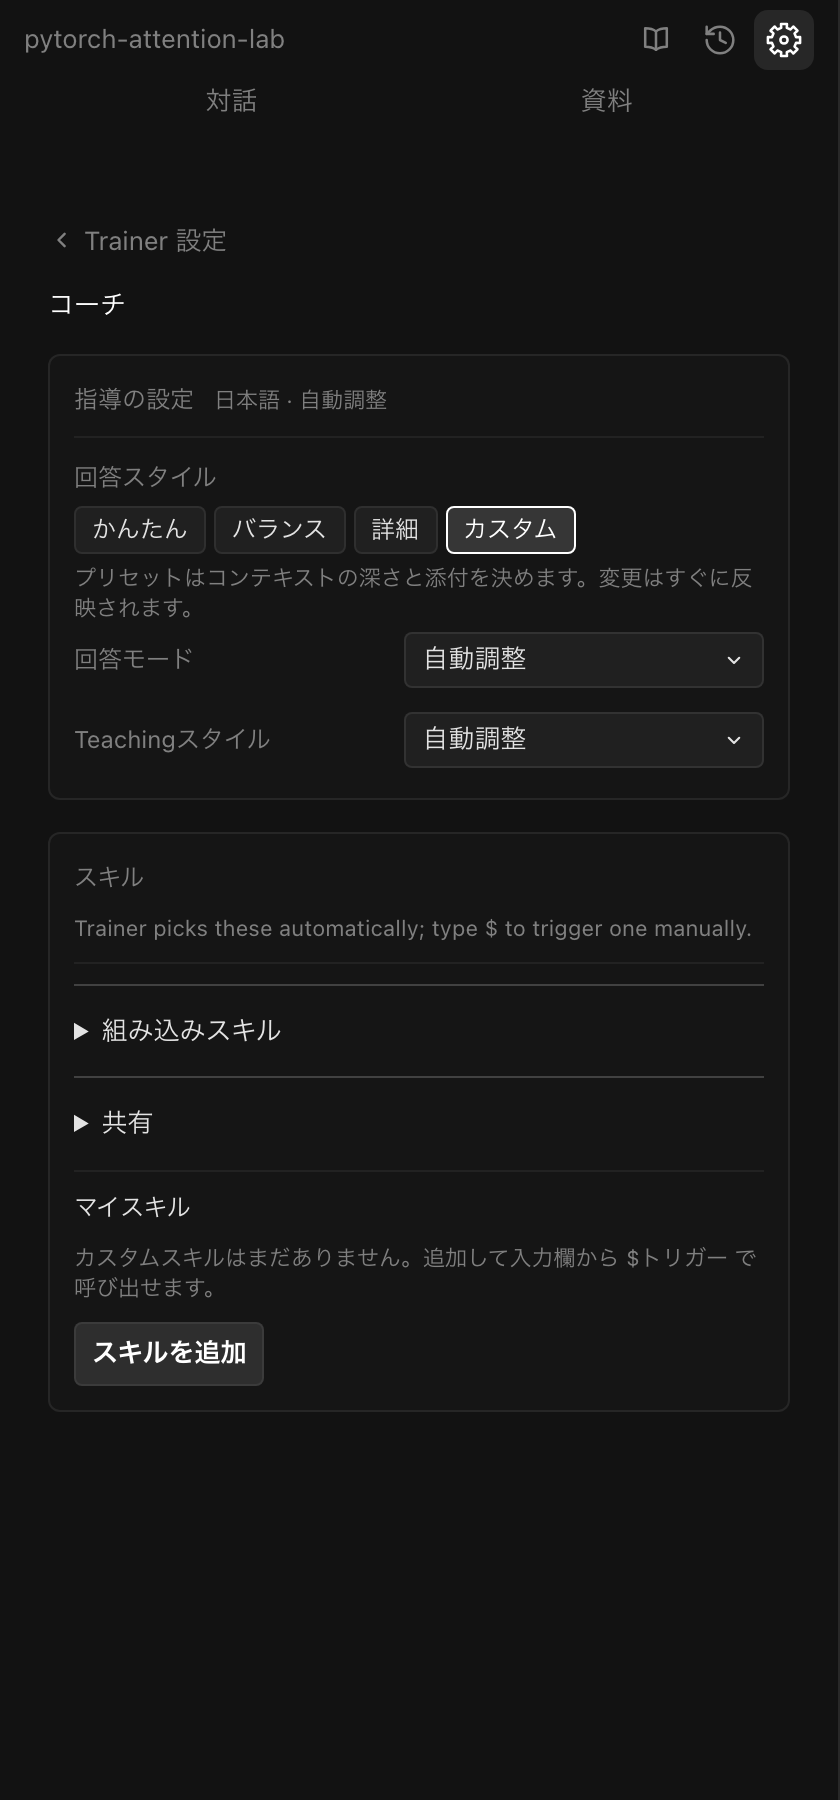 pytorch-attention-lab
対話
資料
Trainer 設定
コーチ
指導の設定 日本語 · 自動調整
回答スタイル
かんたん
バランス
詳細
カスタム
プリセットはコンテキストの深さと添付を決めます。変更はすぐに反
映されます。
回答モード
自動調整
Teachingスタイル
自動調整
スキル
Trainer picks these automatically; type $ to trigger one manually.
組み込みスキル
共有
マイスキル
カスタムスキルはまだありません。追加して入力欄から $トリガー で
呼び出せます。
スキルを追加